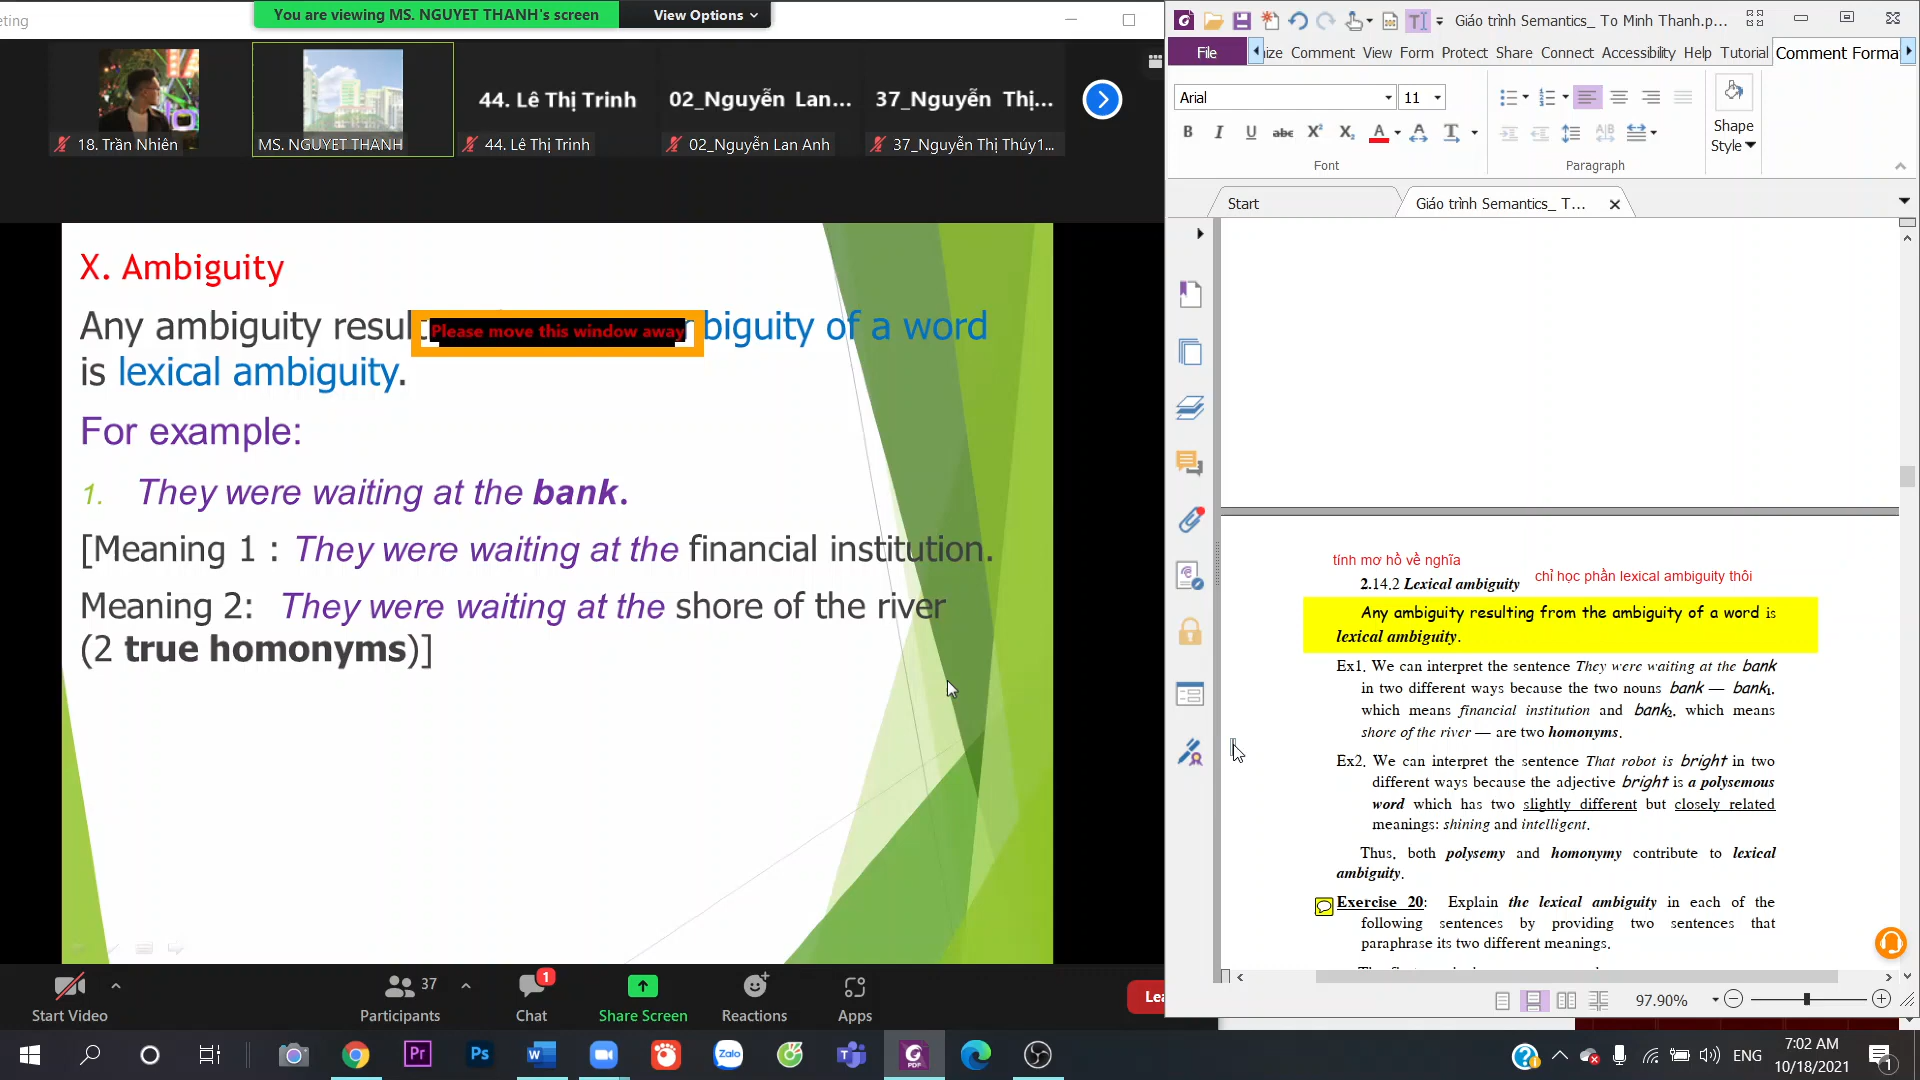 eting
You are viewing MS. NGUYET THANH's screen
View Options
18. Trần Nhiên
MS. NGUYET THANH
44. Lê Thị Trinh
44. Lê Thị Trinh
02_Nguyễn Lan...
02_Nguyễn Lan Anh
37_Nguyễn Thị...
37_Nguyễn Thị Thúy1...
X. Ambiguity
Any ambiguity result
Please move this window away
biguity of a word
is lexical ambiguity.
For example:
1. They were waiting at the bank.
[Meaning 1 : They were waiting at the financial institution.
Meaning 2: They were waiting at the shore of the river
(2 true homonyms)]
Start Video
37
Participants
1
Chat
Share Screen
Reactions
Apps
Lea
Giáo trình Semantics_ To Minh Thanh.p...
File
ize Comment View Form Protect Share Connect Accessibility Help Tutorial Comment Forma
Arial
11
B I U abc X² X₂ A A T
Font
Paragraph
Shape
Style
Start
Giáo trình Semantics_ T...
tính mơ hồ về nghĩa
2.14.2 Lexical ambiguity
chỉ học phần lexical ambiguity thôi
Any ambiguity resulting from the ambiguity of a word is
lexical ambiguity.
Ex1. We can interpret the sentence They were waiting at the bank
in two different ways because the two nouns bank — bank₁,
which means financial institution and bank₂, which means
shore of the river — are two homonyms.
Ex2. We can interpret the sentence That robot is bright in two
different ways because the adjective bright is a polysemous
word which has two slightly different but closely related
meanings: shining and intelligent.
Thus, both polysemy and homonymy contribute to lexical
ambiguity.
Exercise 20: Explain the lexical ambiguity in each of the
following sentences by providing two sentences that
paraphrase its two different meanings.
97.90%
Pr
Ps
Zalo
PDF
ENG
7:02 AM
10/18/2021
1